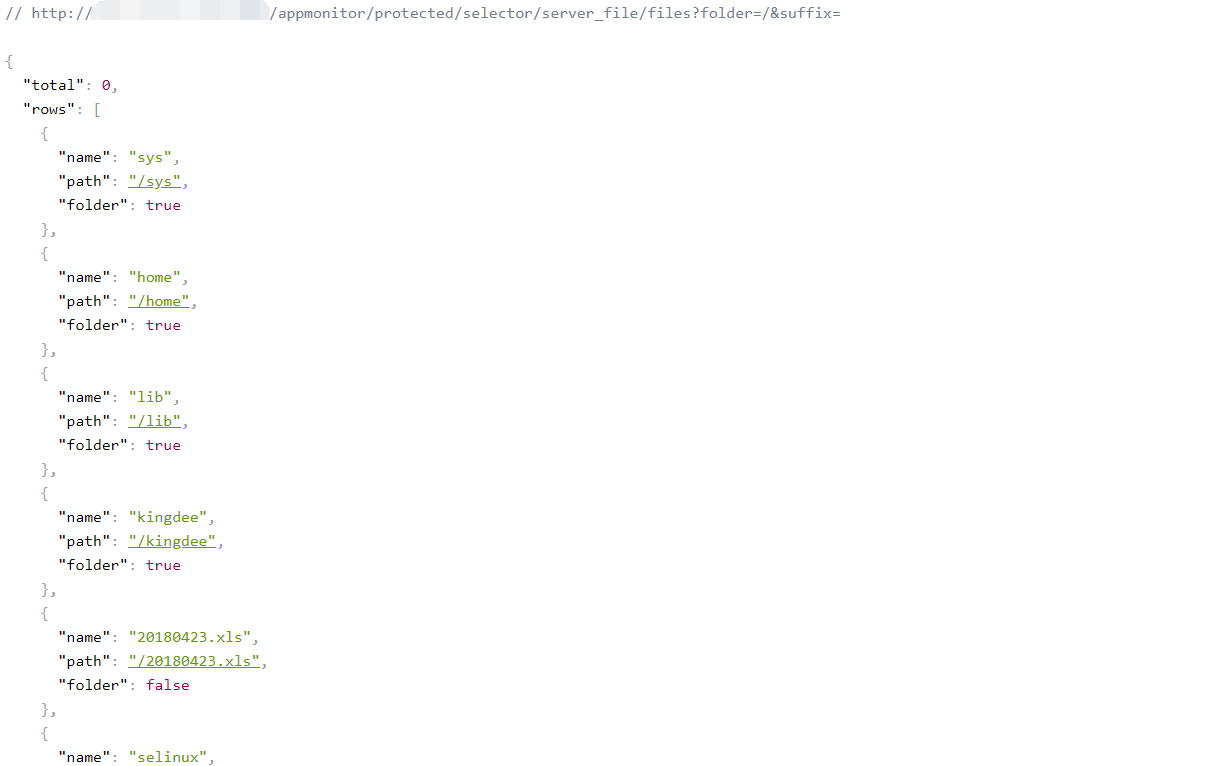 // http:// /appmonitor/protected/selector/server_file/files?folder=/&suffix=
{
"total": 0,
"rows": [
{
"name": "sys",
"path": "/sys",
"folder": true
},
{
"name": "home",
"path": "/home",
"folder": true
},
{
"name": "lib",
"path": "/lib",
"folder": true
},
{
"name": "kingdee",
"path": "/kingdee",
"folder": true
},
{
"name": "20180423.xls",
"path": "/20180423.xls",
"folder": false
},
{
"name": "selinux",